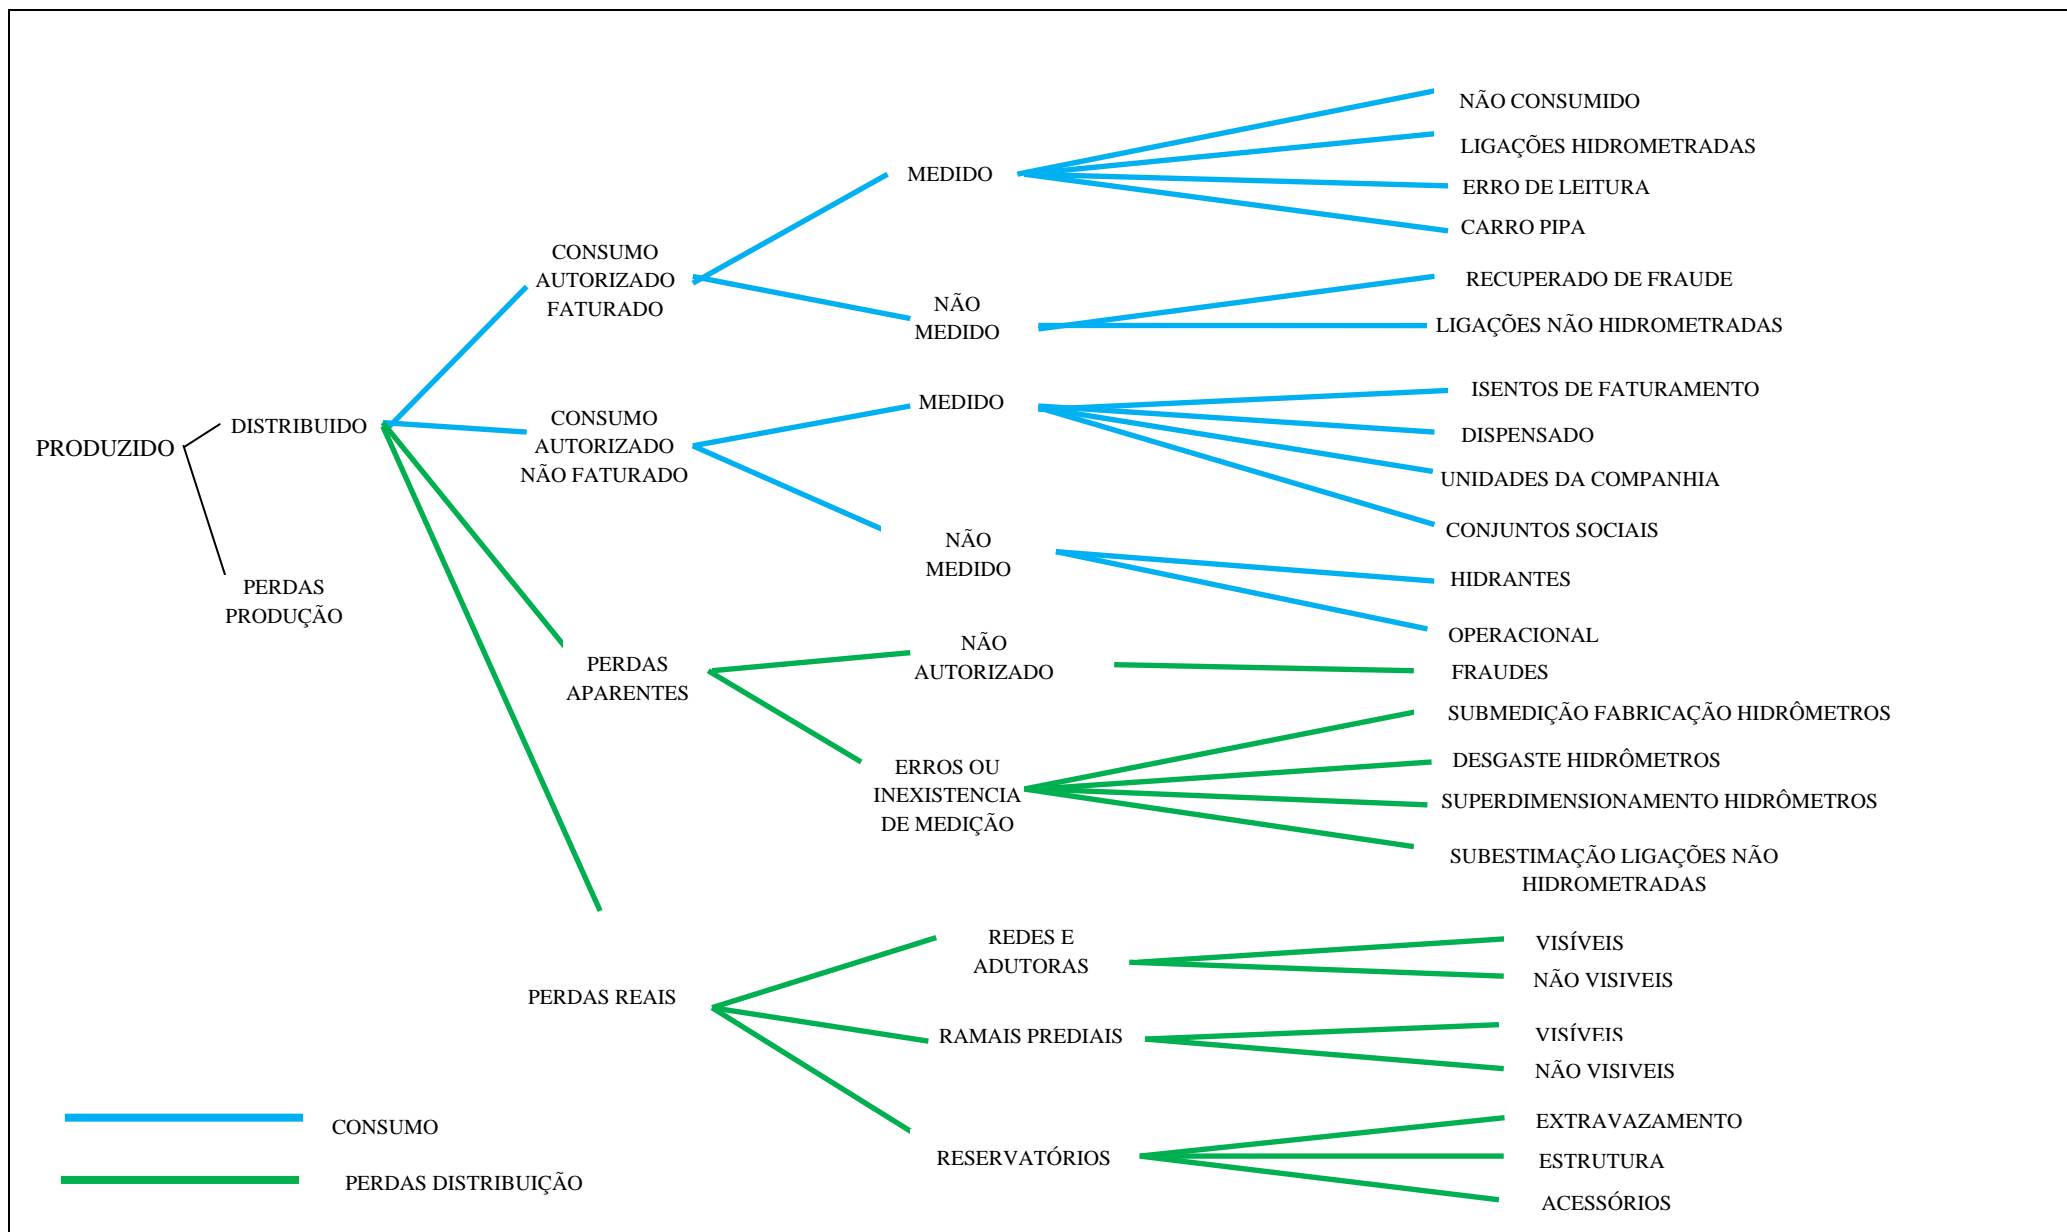 PRODUZIDO
DISTRIBUIDO
PERDAS
PRODUÇÃO
CONSUMO
AUTORIZADO
FATURADO
CONSUMO
AUTORIZADO
NÃO FATURADO
PERDAS
APARENTES
PERDAS REAIS
MEDIDO
NÃO
MEDIDO
MEDIDO
NÃO
MEDIDO
NÃO
AUTORIZADO
ERROS OU
INEXISTENCIA
DE MEDIÇÃO
REDES E
ADUTORAS
RAMAIS PREDIAIS
RESERVATÓRIOS
NÃO CONSUMIDO
LIGAÇÕES HIDROMETRADAS
ERRO DE LEITURA
CARRO PIPA
RECUPERADO DE FRAUDE
LIGAÇÕES NÃO HIDROMETRADAS
ISENTOS DE FATURAMENTO
DISPENSADO
UNIDADES DA COMPANHIA
CONJUNTOS SOCIAIS
HIDRANTES
OPERACIONAL
FRAUDES
SUBMEDIÇÃO FABRICAÇÃO HIDRÔMETROS
DESGASTE HIDRÔMETROS
SUPERDIMENSIONAMENTO HIDRÔMETROS
SUBESTIMAÇÃO LIGAÇÕES NÃO
HIDROMETRADAS
VISÍVEIS
NÃO VISIVEIS
VISÍVEIS
NÃO VISIVEIS
EXTRAVAZAMENTO
ESTRUTURA
ACESSÓRIOS
CONSUMO
PERDAS DISTRIBUIÇÃO